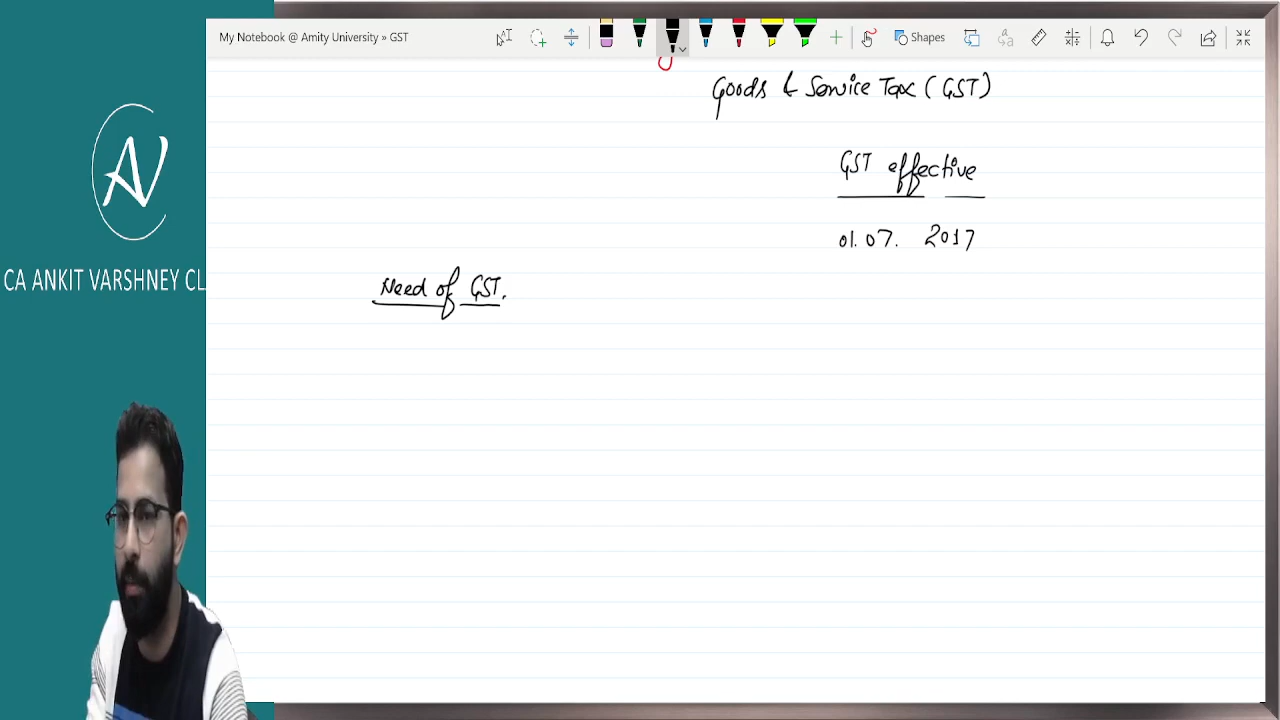 My Notebook @ Amity University » GST
Shapes
Goods & Service Tax (GST)
GST effective
01.07. 2017
Need of GST.
AV
CA ANKIT VARSHNEY CL